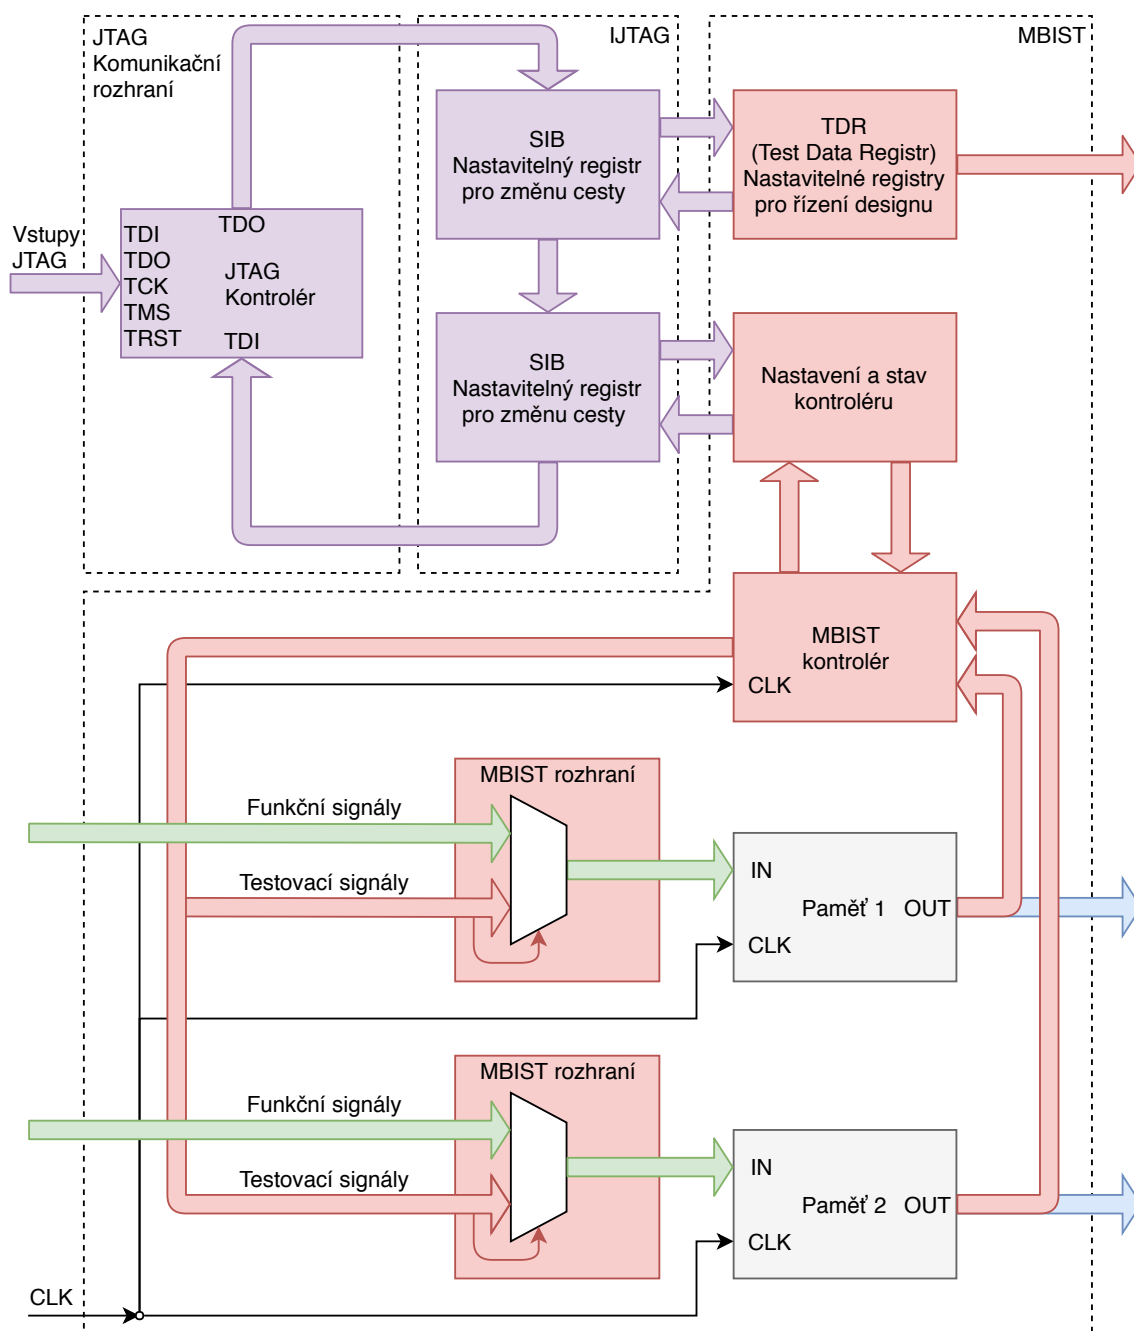 JTAG
Komunikační
rozhraní
IJTAG
MBIST
Vstupy
JTAG
TDI
TDO
TCK
TMS
TRST
TDO
JTAG
Kontrolér
TDI
SIB
Nastavitelný registr
pro změnu cesty
TDR
(Test Data Registr)
Nastavitelné registry
pro řízení designu
SIB
Nastavitelný registr
pro změnu cesty
Nastavení a stav
kontroléru
MBIST
kontrolér
CLK
MBIST rozhraní
Funkční signály
Testovací signály
IN
Paměť 1
OUT
CLK
MBIST rozhraní
Funkční signály
Testovací signály
IN
Paměť 2
OUT
CLK
CLK